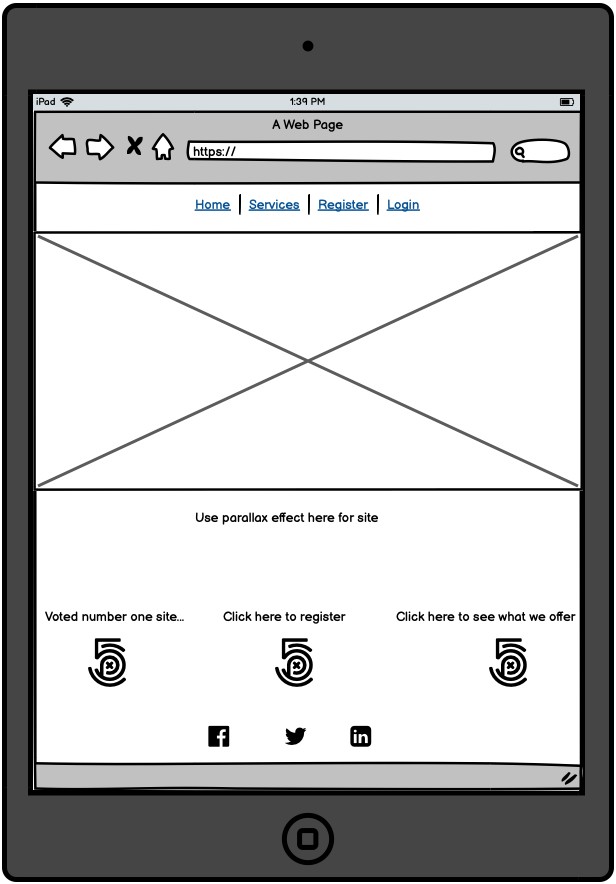 iPad 1:39 PM
A Web Page
https://
Home Services Register Login
Use parallax effect here for site
Voted number one site... Click here to register Click here to see what we offer